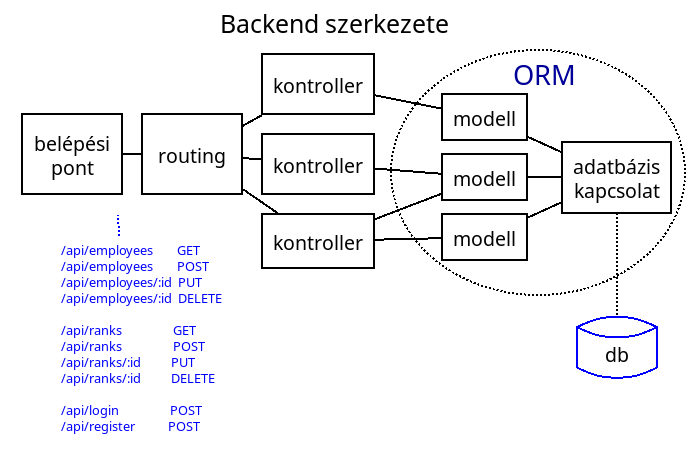 Backend szerkezete
ORM
kontroller
modell
belépési
pont
routing
kontroller
modell
adatbázis
kapcsolat
kontroller
modell
/api/employees GET
/api/employees POST
/api/employees/:id PUT
/api/employees/:id DELETE
/api/ranks GET
/api/ranks POST
/api/ranks/:id PUT
/api/ranks/:id DELETE
/api/login POST
/api/register POST
db